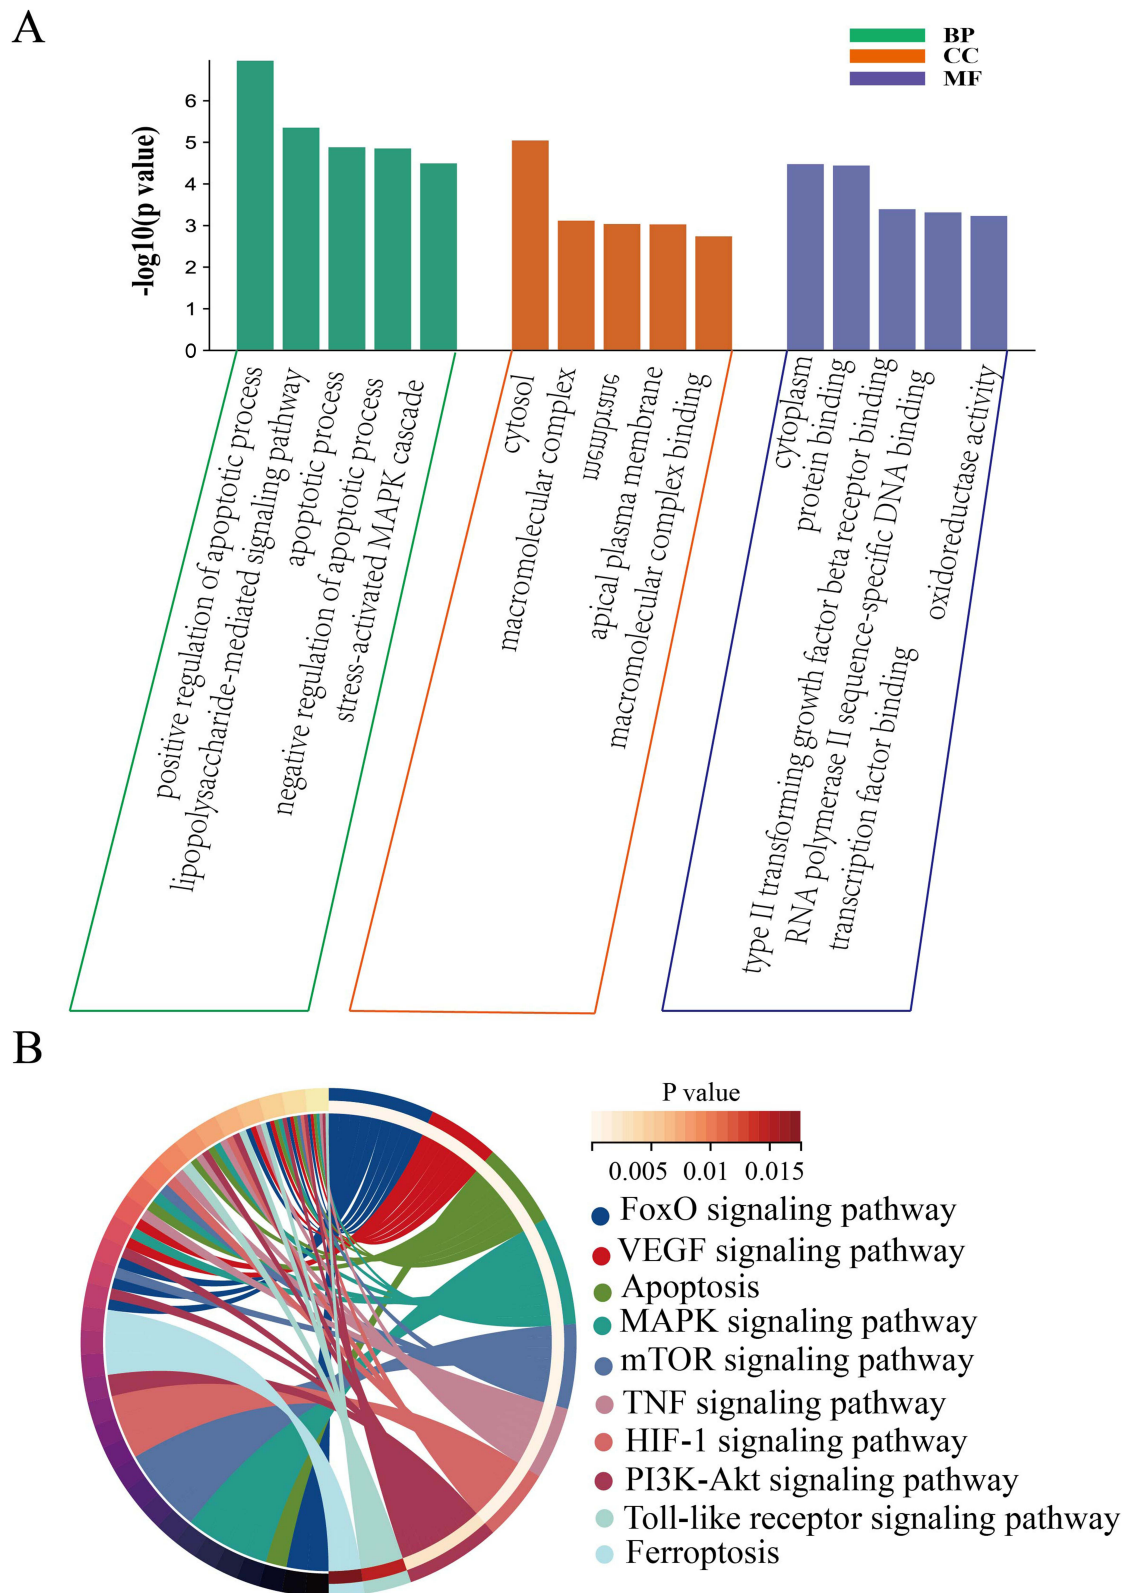 A
BP
CC
MF
-log10(p value)
6
5
4
3
2
1
0
positive regulation of apoptotic process
lipopolysaccharide-mediated signaling pathway
apoptotic process
negative regulation of apoptotic process
stress-activated MAPK cascade
cytosol
macromolecular complex
membrane
apical plasma membrane
macromolecular complex binding
cytoplasm
protein binding
type II transforming growth factor beta receptor binding
RNA polymerase II sequence-specific DNA binding
transcription factor binding
oxidoreductase activity
B
P value
0.005 0.01 0.015
FoxO signaling pathway
VEGF signaling pathway
Apoptosis
MAPK signaling pathway
mTOR signaling pathway
TNF signaling pathway
HIF-1 signaling pathway
PI3K-Akt signaling pathway
Toll-like receptor signaling pathway
Ferroptosis